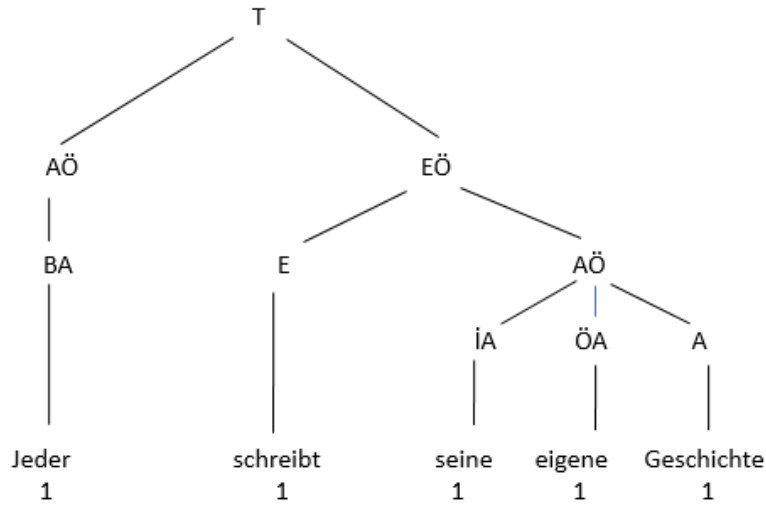 T
AÖ EÖ
BA E AÖ
İA ÖA A
Jeder schreibt seine eigene Geschichte
1 1 1 1 1